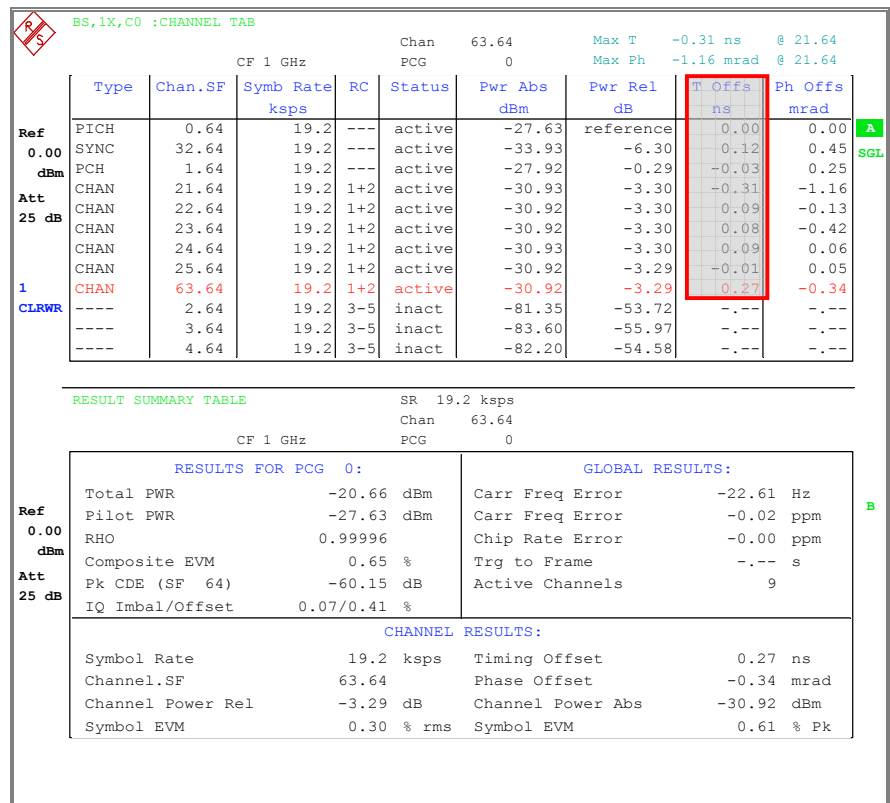 R S
BS,1X,C0 :CHANNEL TAB
Chan 63.64 Max T -0.31 ns @ 21.64
CF 1 GHz PCG 0 Max Ph -1.16 mrad @ 21.64
Type Chan.SF Symb Rate RC Status Pwr Abs Pwr Rel T Offs Ph Offs
ksps dBm dB ns mrad
Ref PICH 0.64 19.2 --- active -27.63 reference 0.00 0.00 A
0.00 SYNC 32.64 19.2 --- active -33.93 -6.30 0.12 0.45 SGL
dBm PCH 1.64 19.2 --- active -27.92 -0.29 -0.03 0.25
Att CHAN 21.64 19.2 1+2 active -30.93 -3.30 -0.31 -1.16
25 dB CHAN 22.64 19.2 1+2 active -30.92 -3.30 0.09 -0.13
CHAN 23.64 19.2 1+2 active -30.92 -3.30 0.08 -0.42
CHAN 24.64 19.2 1+2 active -30.93 -3.30 0.09 0.06
CHAN 25.64 19.2 1+2 active -30.92 -3.29 -0.01 0.05
1 CHAN 63.64 19.2 1+2 active -30.92 -3.29 0.27 -0.34
CLRWR ---- 2.64 19.2 3-5 inact -81.35 -53.72 -.-- -.--
---- 3.64 19.2 3-5 inact -83.60 -55.97 -.-- -.--
---- 4.64 19.2 3-5 inact -82.20 -54.58 -.-- -.--
RESULT SUMMARY TABLE SR 19.2 ksps
Chan 63.64
CF 1 GHz PCG 0
RESULTS FOR PCG 0: GLOBAL RESULTS:
Total PWR -20.66 dBm Carr Freq Error -22.61 Hz
Ref Pilot PWR -27.63 dBm Carr Freq Error -0.02 ppm B
0.00 RHO 0.99996 Chip Rate Error -0.00 ppm
dBm Composite EVM 0.65 % Trg to Frame -.-- s
Att Pk CDE (SF 64) -60.15 dB Active Channels 9
25 dB IQ Imbal/Offset 0.07/0.41 %
CHANNEL RESULTS:
Symbol Rate 19.2 ksps Timing Offset 0.27 ns
Channel.SF 63.64 Phase Offset -0.34 mrad
Channel Power Rel -3.29 dB Channel Power Abs -30.92 dBm
Symbol EVM 0.30 % rms Symbol EVM 0.61 % Pk